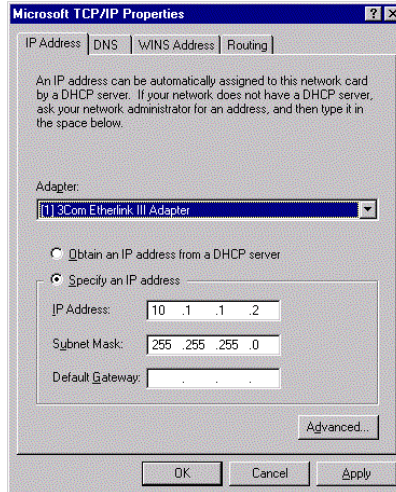 Microsoft TCP/IP Properties
IP Address DNS WINS Address Routing
An IP address can be automatically assigned to this network card
by a DHCP server. If your network does not have a DHCP server,
ask your network administrator for an address, and then type it in
the space below.
Adapter:
[1] 3Com Etherlink III Adapter
Obtain an IP address from a DHCP server
Specify an IP address
IP Address: 10 .1 .1 .2
Subnet Mask: 255 .255 .255 .0
Default Gateway: . . .
Advanced...
OK Cancel Apply